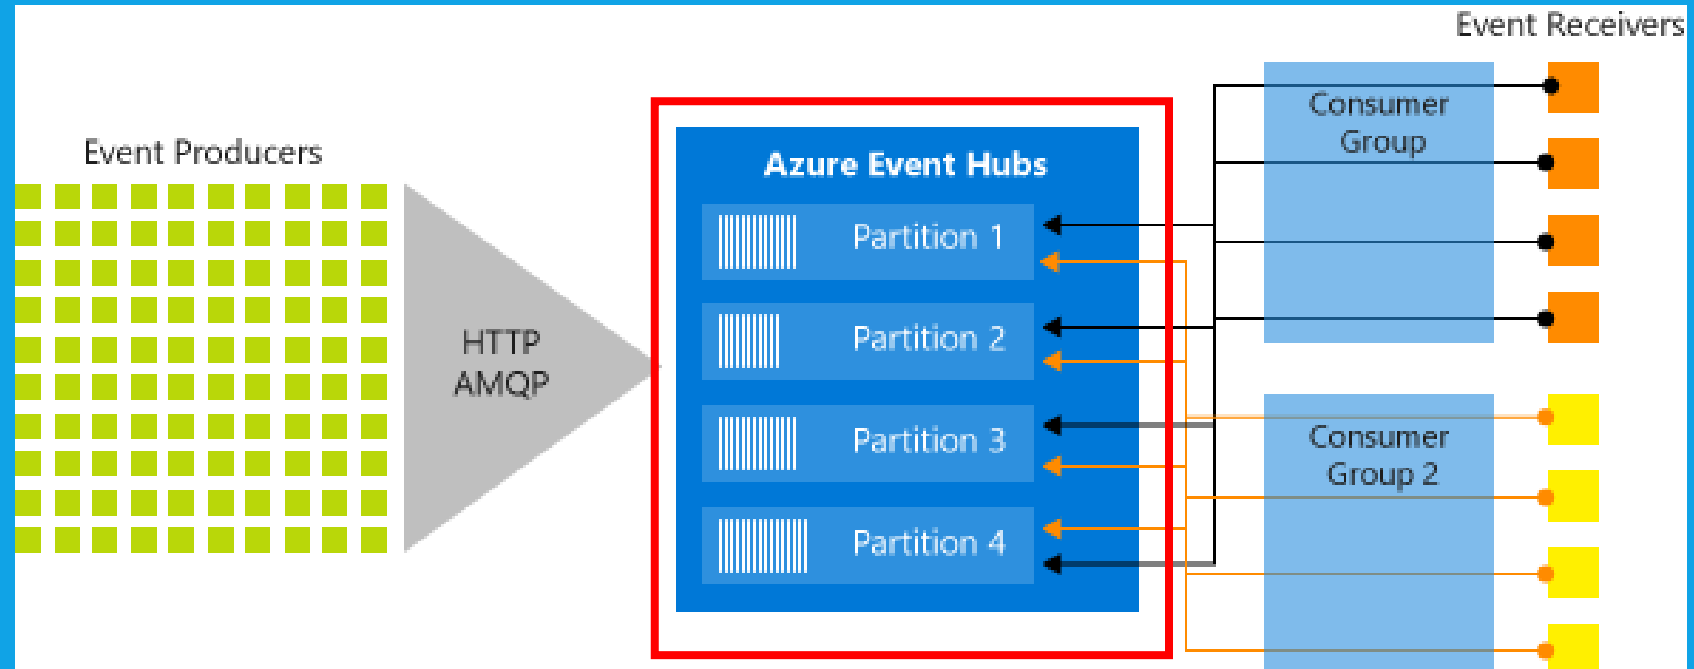 Event Receivers
Event Producers
HTTP
AMQP
Azure Event Hubs
Partition 1
Partition 2
Partition 3
Partition 4
Consumer
Group
Consumer
Group 2